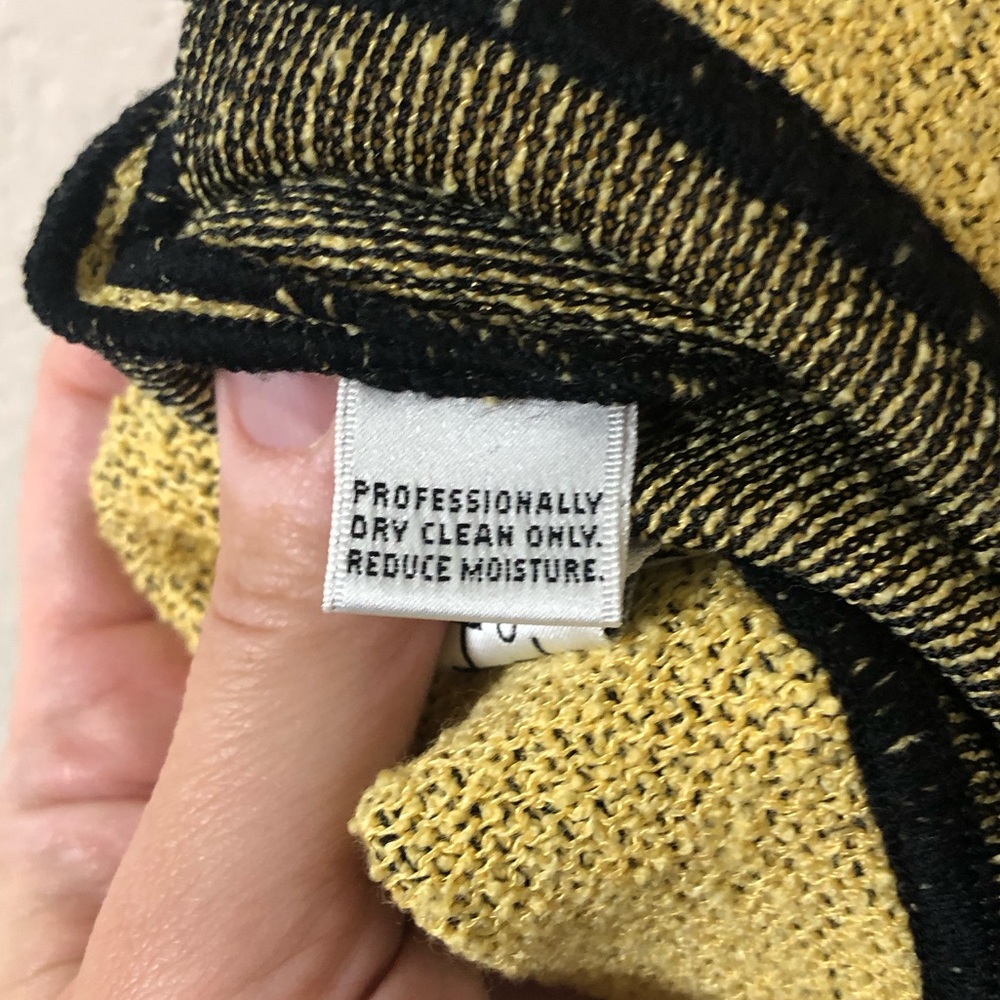 PROFESSIONALLY
DRY CLEAN ONLY.
REDUCE MOISTURE.